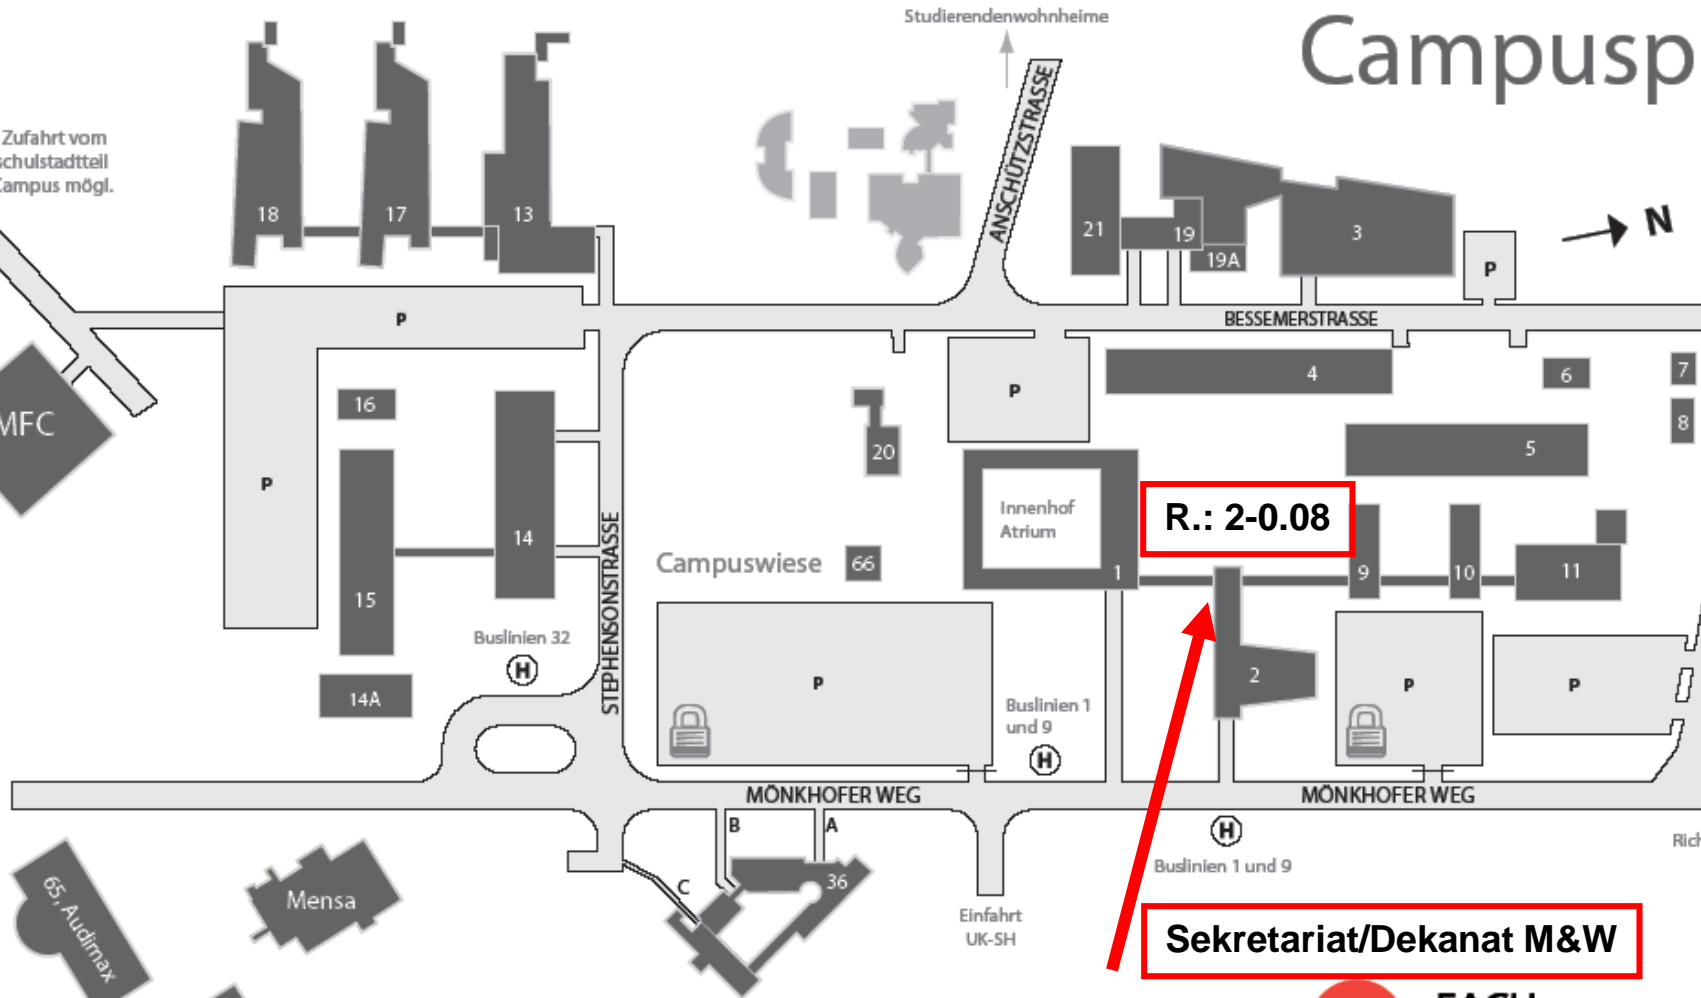 Studierendenwohnheime
Campusp
Zufahrt vom
schulstadtteil
Campus mögl.
ANSCHÜTZSTRASSE
18
17
13
21
19
19A
3
N
P
P
BESSEMERSTRASSE
P
4
6
7
8
16
MFC
20
5
P
14
Innenhof
Atrium
R.: 2-0.08
STEPHENSONSTRASSE
Campuswiese
66
1
9
10
11
15
Buslinien 32
H
14A
P
2
P
P
Buslinien 1
und 9
H
MÖNKHOFER WEG
MÖNKHOFER WEG
B
A
H
Buslinien 1 und 9
Rich
65, Audimax
Mensa
C
36
Einfahrt
UK-SH
Sekretariat/Dekanat M&W